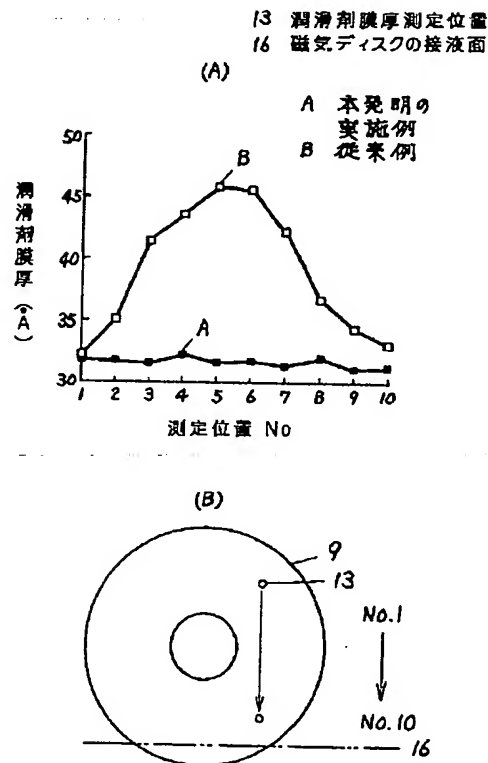 13 潤滑剤膜厚測定位置
16 磁気ディスクの接液面
(A)
A 本発明の
実施例
B 従来例
潤滑剤膜厚(Å)
50
45
40
35
30
B
A
1 2 3 4 5 6 7 8 9 10
測定位置 No
(B)
9
13
No.1
No.10
16